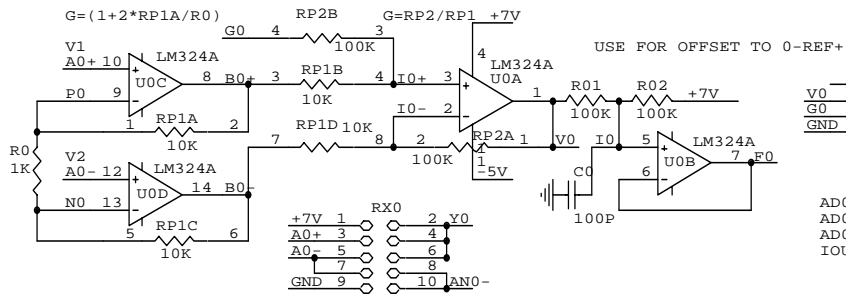 G=(1+2*RP1A/R0)
RP2B
G=RP2/RP1 +7V
G0 4 3
100K
V1
A0+ 10
LM324A
U0C
8 B0+ 3
RP1B
10K
4 I0+ 3
4
LM324A
U0A
USE FOR OFFSET TO 0-REF+
P0 9
I0- 2
1
R01
100K
R02
100K
+7V
V0
G0
GND
1 RP1A 2
10K
RP1D 10K
7 8
2 RP2A 1 V0
100K
11
-5V
I0 5
LM324A
U0B
7 F0
6
R0
1K
V2
A0- 12
LM324A
U0D
14 B0-
N0 13
C0
100P
5 RP1C 6
10K
RX0
+7V 1 2 Y0
A0+ 3 4
A0- 5 6
7 8
GND 9 10 AN0-
AD0
AD0
AD0
IOU